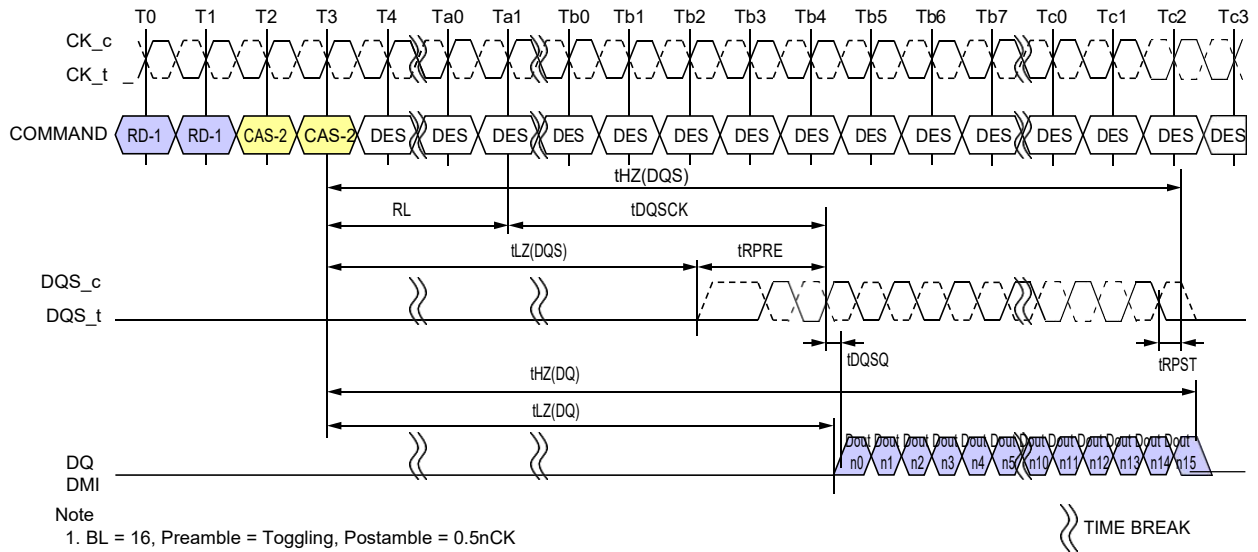 T0 T1 T2 T3 T4 Ta0 Ta1 Tb0 Tb1 Tb2 Tb3 Tb4 Tb5 Tb6 Tb7 Tc0 Tc1 Tc2 Tc3
CK_c
CK_t
COMMAND RD-1 RD-1 CAS-2 CAS-2 DES DES DES DES DES DES DES DES DES DES DES DES DES DES DES
tHZ(DQS)
RL tDQSCK
tLZ(DQS) tRPRE
DQS_c
DQS_t
tDQSQ tRPST
tHZ(DQ)
tLZ(DQ)
Dout Dout Dout Dout Dout Dout Dout Dout Dout Dout Dout Dout
DQ n0 n1 n2 n3 n4 n5 n10 n11 n12 n13 n14 n15
DMI
Note
1. BL = 16, Preamble = Toggling, Postamble = 0.5nCK
TIME BREAK